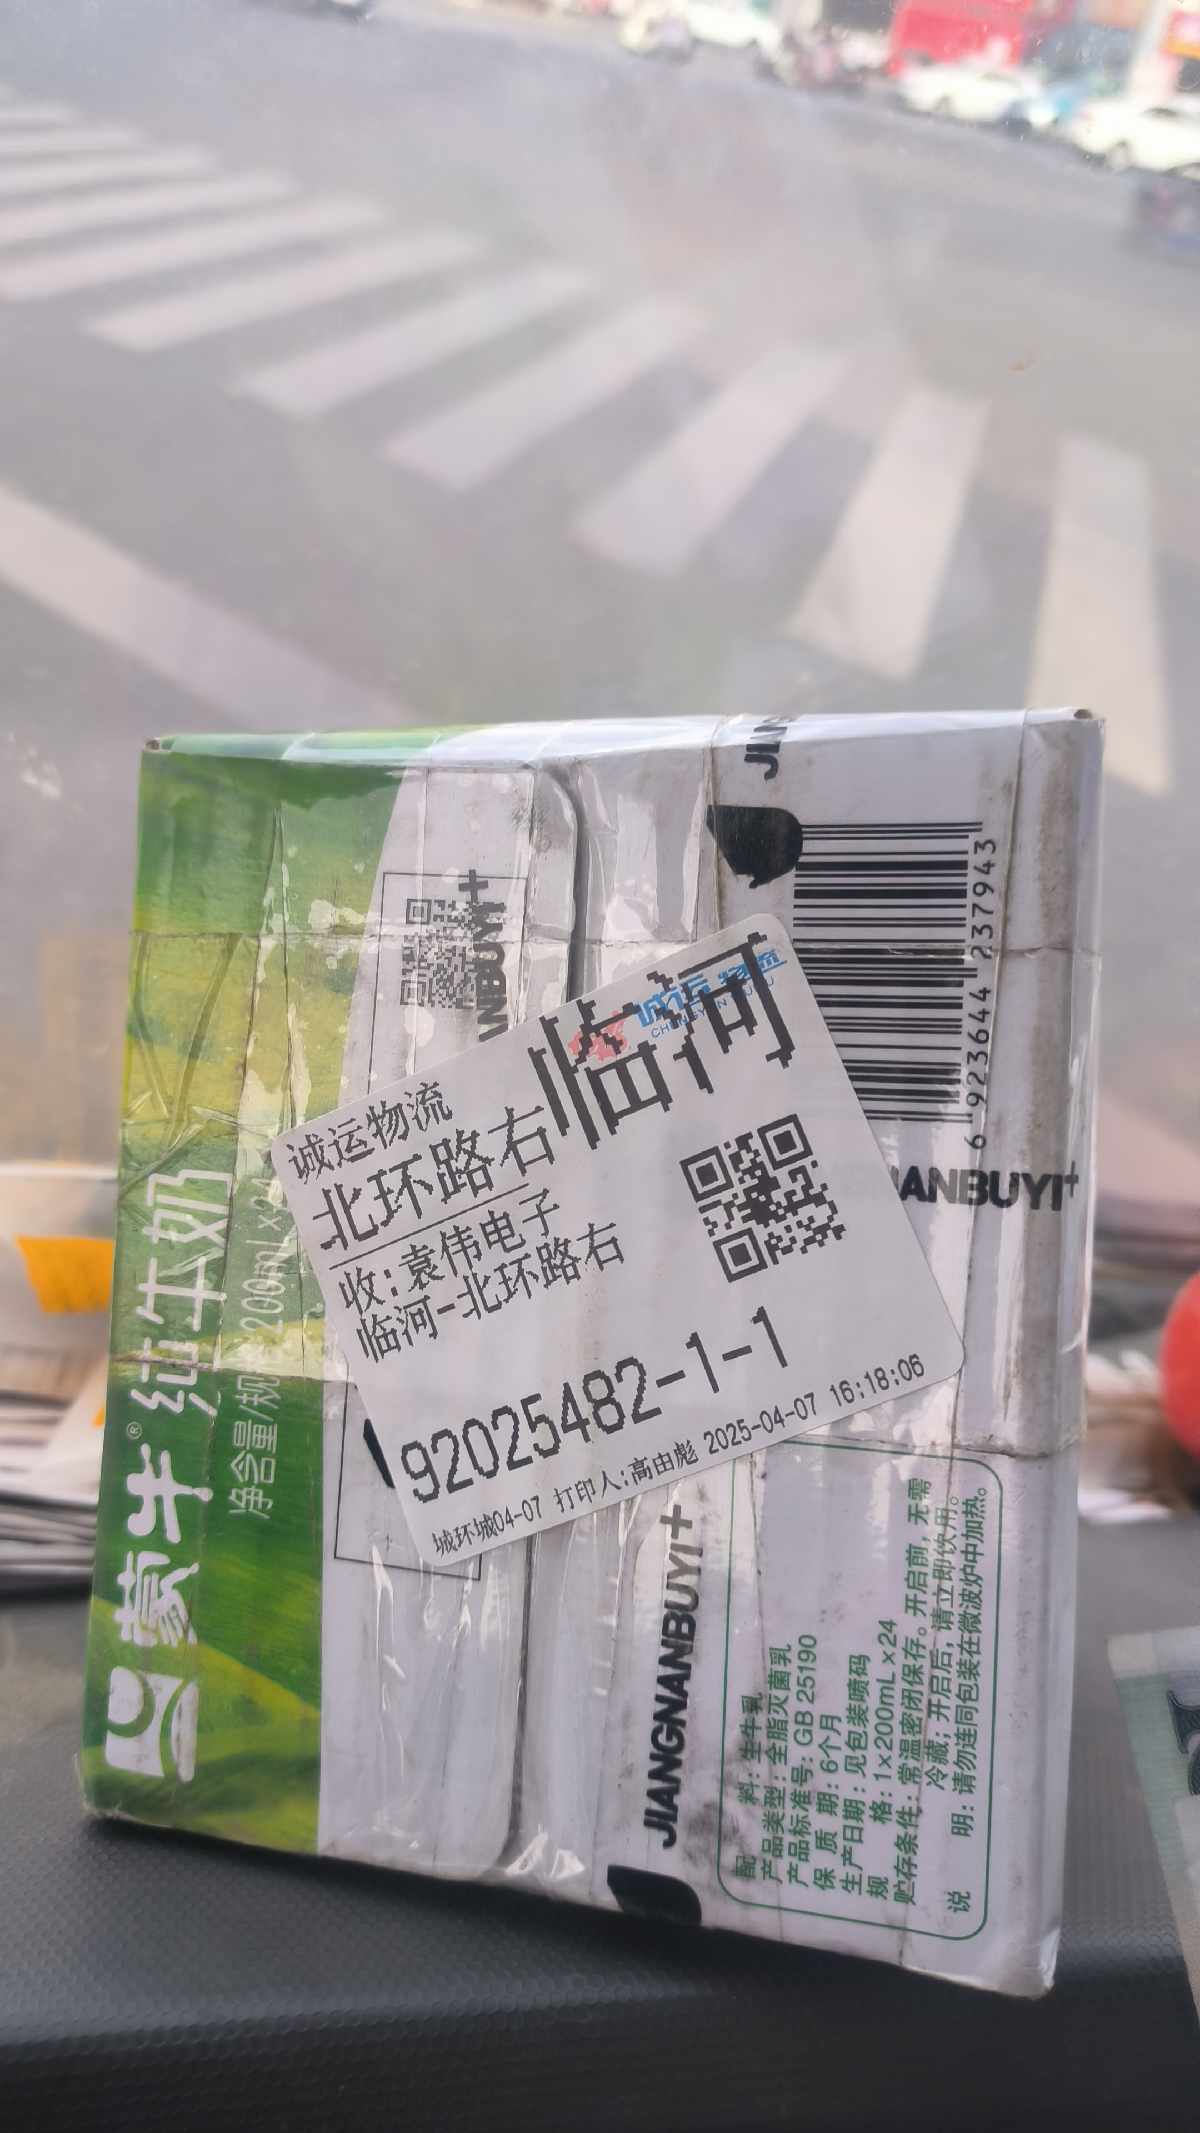 临河
诚运物流
北环路右
收:袁伟电子
临河-北环路右
92025482-1-1
城环城04-07 打印人:高由彪 2025-04-07 16:18:06
诚运物流
蒙牛®纯牛奶
净含量/规格:200mL×24
JIANGNANBUYI+
ANBUYI+
ANBUYI+
6 923644 237943
配料:生牛乳
产品类型:全脂灭菌乳
产品标准号:GB 25190
保质期:6个月
生产日期:见包装喷码
规格:1×200mL×24
贮存条件:常温密闭保存。开启前,无需
冷藏;开启后,请立即饮用。
说明:请勿连同包装在微波炉中加热。